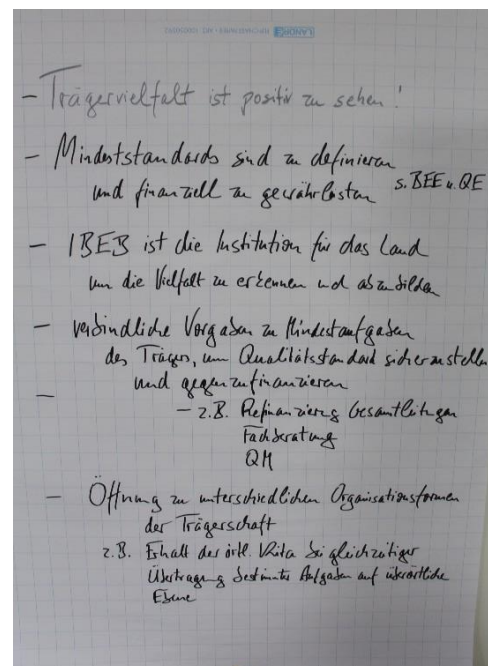 LANDRÉ
- Trägervielfalt ist positiv zu sehen!
- Mindeststandards sind zu definieren
und finanziell zu gewährleisten s. BEE u. QE
- IBEB ist die Institution für das Land
um die Vielfalt zu erkennen und abzubilden
- verbindliche Vorgaben zu Mindestaufgaben
des Trägers, um Qualitätsstandard sicherzustellen
und gegenzufinanzieren
-
- z.B. Refinanzierung Gesamtleitungen
Fachberatung
QM
- Öffnung zu unterschiedlichen Organisationsformen
der Trägerschaft
z.B. Erhalt der örtl. Kita bei gleichzeitiger
Übertragung bestimmter Aufgaben auf überörtliche
Ebene